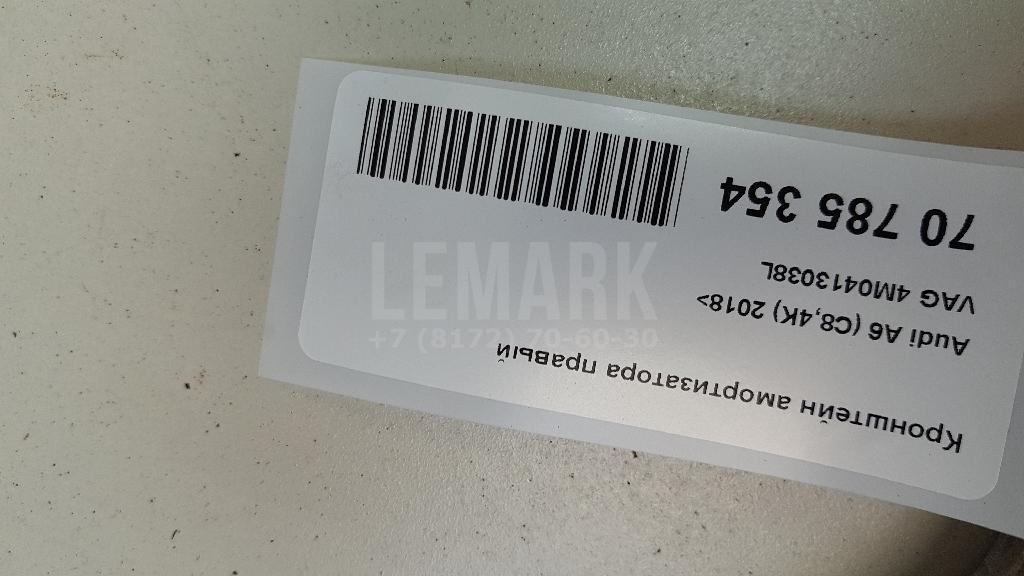 Кронштейн амортизатора правый
Audi A6 (C8,4K) 2018>
VAG 4M0413038L
70 785 354
LEMARK
+7 (8172) 70-60-30